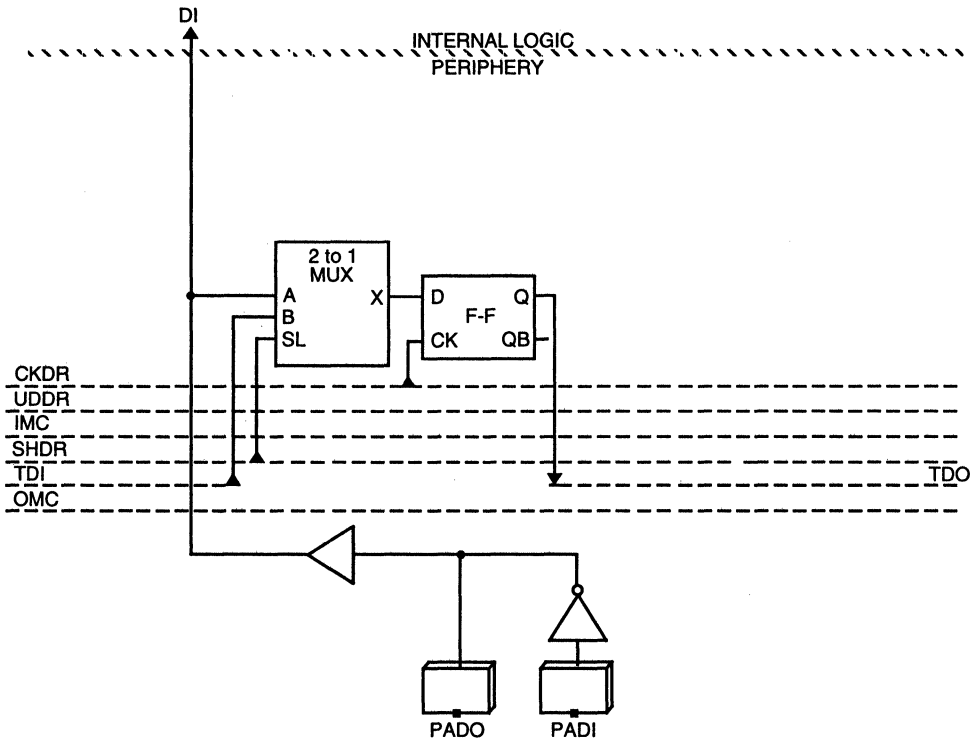 DI
INTERNAL LOGIC
PERIPHERY
2 to 1
MUX
A
X
B
SL
D
Q
F-F
CK
QB
CKDR
UDDR
IMC
SHDR
TDI
TDO
OMC
PADO
PADI